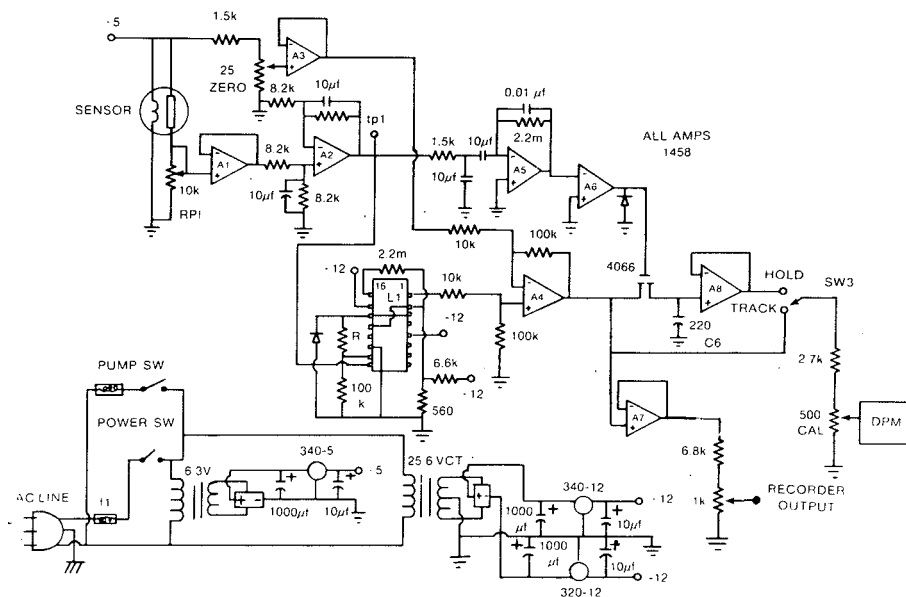 -5
1.5k
A3
25
ZERO
SENSOR
8.2k
10µf
tp1
0.01 µf
2.2m
ALL AMPS
1458
A1
8.2k
A2
1.5k
10µf
10µf
A5
A6
10k
RPI
10µf
8.2k
10k
100k
4066
A8
HOLD
SW3
TRACK
2.2m
-12
16
1
L1
10k
A4
-12
220
C6
R
100k
2.7k
100
k
6.6k
-12
560
500
CAL
DPM
A7
6.8k
1k
RECORDER
OUTPUT
PUMP SW
POWER SW
AC LINE
f1
6 3V
340-5
-5
1000µf
10µf
25 6 VCT
340-12
-12
1000
µf
10µf
1000
µf
10µf
320-12
-12